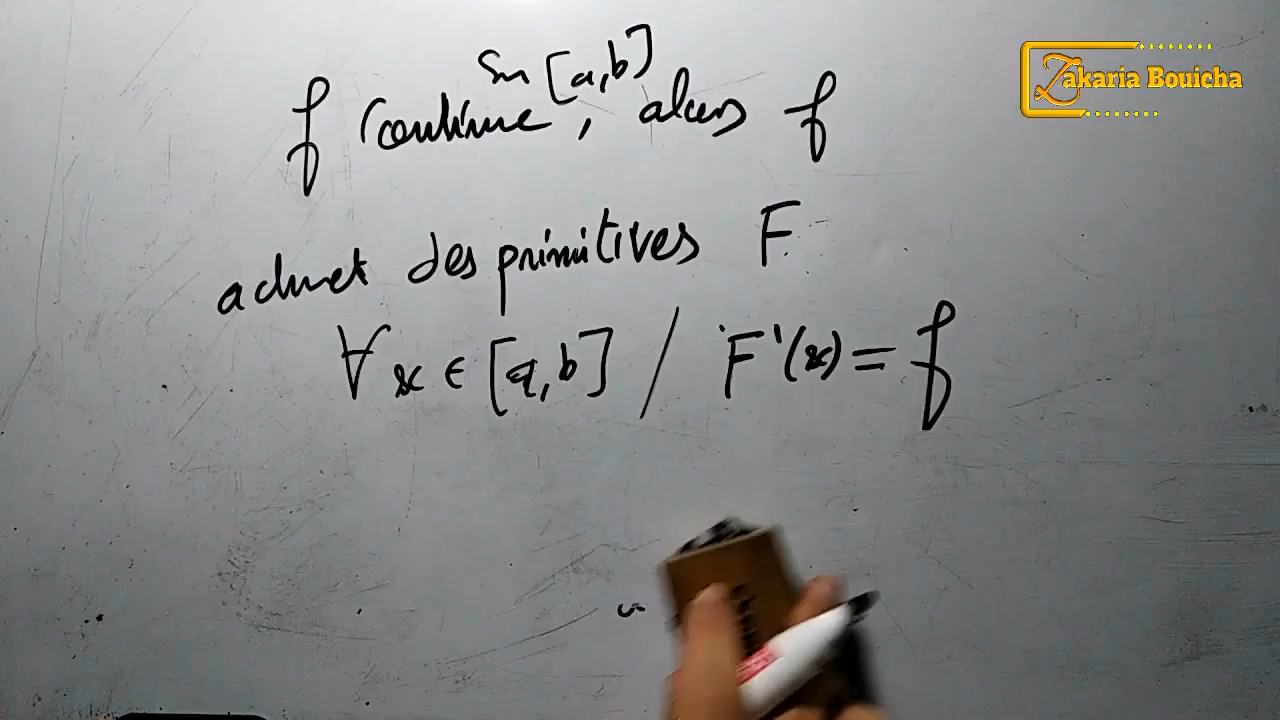 f continue sur [a,b], alors f
admet des primitives F
∀x ∈ [a,b] / F'(x) = f
Zakaria Bouicha